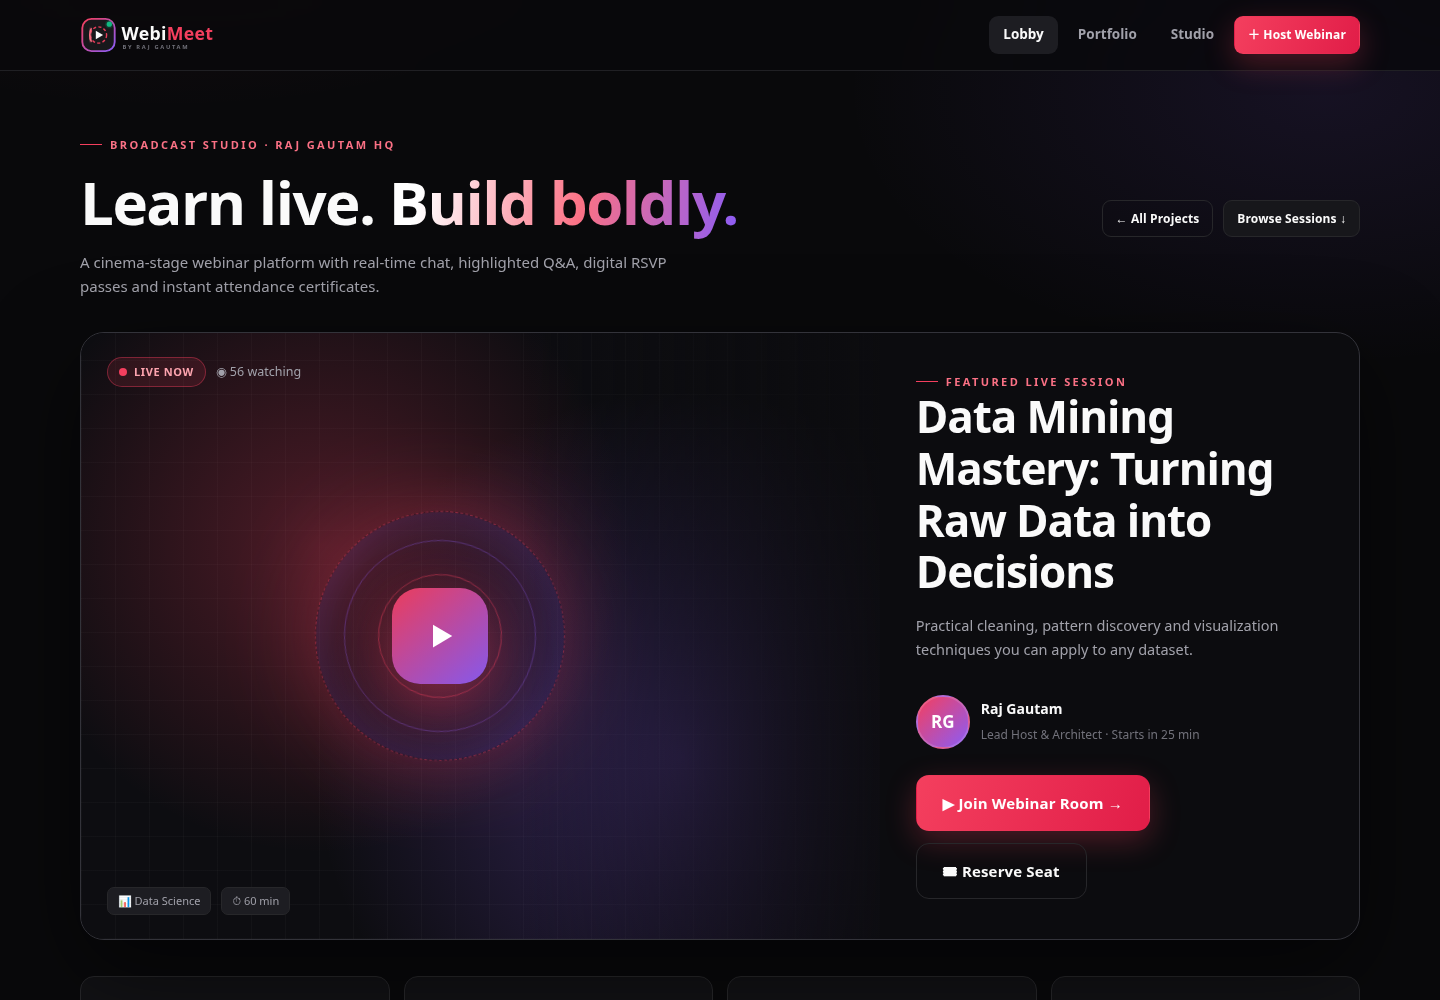 WebiMeet
BY RAJ GAUTAM
Lobby
Portfolio
Studio
+ Host Webinar
BROADCAST STUDIO · RAJ GAUTAM HQ
Learn live. Build boldly.
A cinema-stage webinar platform with real-time chat, highlighted Q&A, digital RSVP
passes and instant attendance certificates.
← All Projects
Browse Sessions ↓
LIVE NOW
◉ 56 watching
FEATURED LIVE SESSION
Data Mining
Mastery: Turning
Raw Data into
Decisions
Practical cleaning, pattern discovery and visualization
techniques you can apply to any dataset.
RG
Raj Gautam
Lead Host & Architect · Starts in 25 min
▶ Join Webinar Room →
🎟 Reserve Seat
📊 Data Science
⏱ 60 min